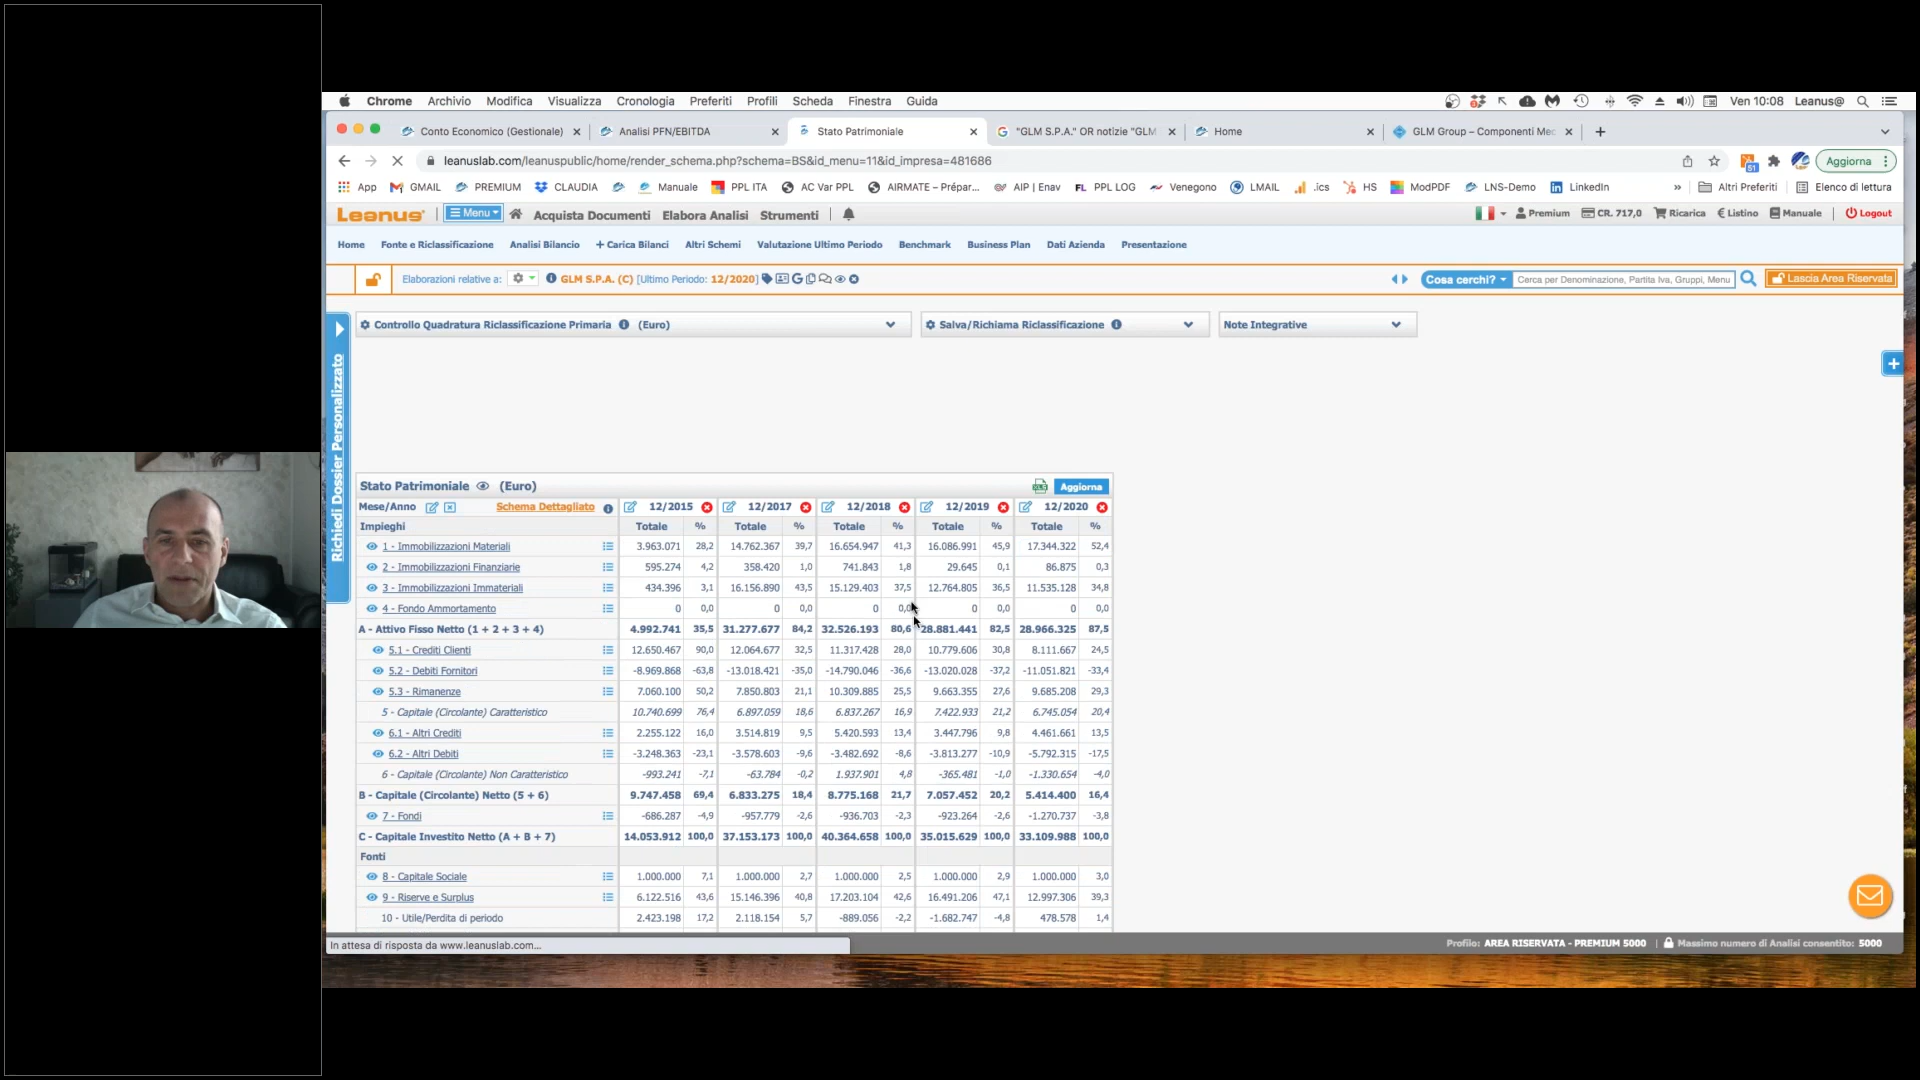 Chrome Archivio Modifica Visualizza Cronologia Preferiti Profili Scheda Finestra Guida Ven 10:08 Leanus@
Conto Economico (Gestionale) Analisi PFN/EBITDA Stato Patrimoniale "GLM S.P.A." OR notizie "GLM Home GLM Group – Componenti Mec
leanuslab.com/leanuspublic/home/render_schema.php?schema=BS&id_menu=11&id_impresa=481686 Aggiorna
App GMAIL PREMIUM CLAUDIA Manuale PPL ITA AC Var PPL AIRMATE – Prépar... AIP | Enav FL PPL LOG Venegono LMAIL .ics HS ModPDF LNS-Demo LinkedIn » Altri Preferiti Elenco di lettura
Leanus Menu Acquista Documenti Elabora Analisi Strumenti Premium CR. 717,0 Ricarica € Listino Manuale Logout
Home Fonte e Riclassificazione Analisi Bilancio + Carica Bilanci Altri Schemi Valutazione Ultimo Periodo Benchmark Business Plan Dati Azienda Presentazione
Elaborazioni relative a: GLM S.P.A. (C) [Ultimo Periodo: 12/2020] Cosa cerchi? Cerca per Denominazione, Partita Iva, Gruppi, Menu Lascia Area Riservata
Controllo Quadratura Riclassificazione Primaria (Euro) Salva/Richiama Riclassificazione Note Integrative
Richiedi Dossier Personalizzato
Stato Patrimoniale (Euro) Aggiorna
Mese/Anno Schema Dettagliato 12/2015 12/2017 12/2018 12/2019 12/2020
Impieghi Totale % Totale % Totale % Totale % Totale %
1 - Immobilizzazioni Materiali 3.963.071 28,2 14.762.367 39,7 16.654.947 41,3 16.086.991 45,9 17.344.322 52,4
2 - Immobilizzazioni Finanziarie 595.274 4,2 358.420 1,0 741.843 1,8 29.645 0,1 86.875 0,3
3 - Immobilizzazioni Immateriali 434.396 3,1 16.156.890 43,5 15.129.403 37,5 12.764.805 36,5 11.535.128 34,8
4 - Fondo Ammortamento 0 0,0 0 0,0 0 0,0 0 0,0 0 0,0
A - Attivo Fisso Netto (1 + 2 + 3 + 4) 4.992.741 35,5 31.277.677 84,2 32.526.193 80,6 28.881.441 82,5 28.966.325 87,5
5.1 - Crediti Clienti 12.650.467 90,0 12.064.677 32,5 11.317.428 28,0 10.779.606 30,8 8.111.667 24,5
5.2 - Debiti Fornitori -8.969.868 -63,8 -13.018.421 -35,0 -14.790.046 -36,6 -13.020.028 -37,2 -11.051.821 -33,4
5.3 - Rimanenze 7.060.100 50,2 7.850.803 21,1 10.309.885 25,5 9.663.355 27,6 9.685.208 29,3
5 - Capitale (Circolante) Caratteristico 10.740.699 76,4 6.897.059 18,6 6.837.267 16,9 7.422.933 21,2 6.745.054 20,4
6.1 - Altri Crediti 2.255.122 16,0 3.514.819 9,5 5.420.593 13,4 3.447.796 9,8 4.461.661 13,5
6.2 - Altri Debiti -3.248.363 -23,1 -3.578.603 -9,6 -3.482.692 -8,6 -3.813.277 -10,9 -5.792.315 -17,5
6 - Capitale (Circolante) Non Caratteristico -993.241 -7,1 -63.784 -0,2 1.937.901 4,8 -365.481 -1,0 -1.330.654 -4,0
B - Capitale (Circolante) Netto (5 + 6) 9.747.458 69,4 6.833.275 18,4 8.775.168 21,7 7.057.452 20,2 5.414.400 16,4
7 - Fondi -686.287 -4,9 -957.779 -2,6 -936.703 -2,3 -923.264 -2,6 -1.270.737 -3,8
C - Capitale Investito Netto (A + B + 7) 14.053.912 100,0 37.153.173 100,0 40.364.658 100,0 35.015.629 100,0 33.109.988 100,0
Fonti
8 - Capitale Sociale 1.000.000 7,1 1.000.000 2,7 1.000.000 2,5 1.000.000 2,9 1.000.000 3,0
9 - Riserve e Surplus 6.122.516 43,6 15.146.396 40,8 17.203.104 42,6 16.491.206 47,1 12.997.306 39,3
10 - Utile/Perdita di periodo 2.423.198 17,2 2.118.154 5,7 -889.056 -2,2 -1.682.747 -4,8 478.578 1,4
In attesa di risposta da www.leanuslab.com... Profilo: AREA RISERVATA - PREMIUM 5000 | Massimo numero di Analisi consentito: 5000